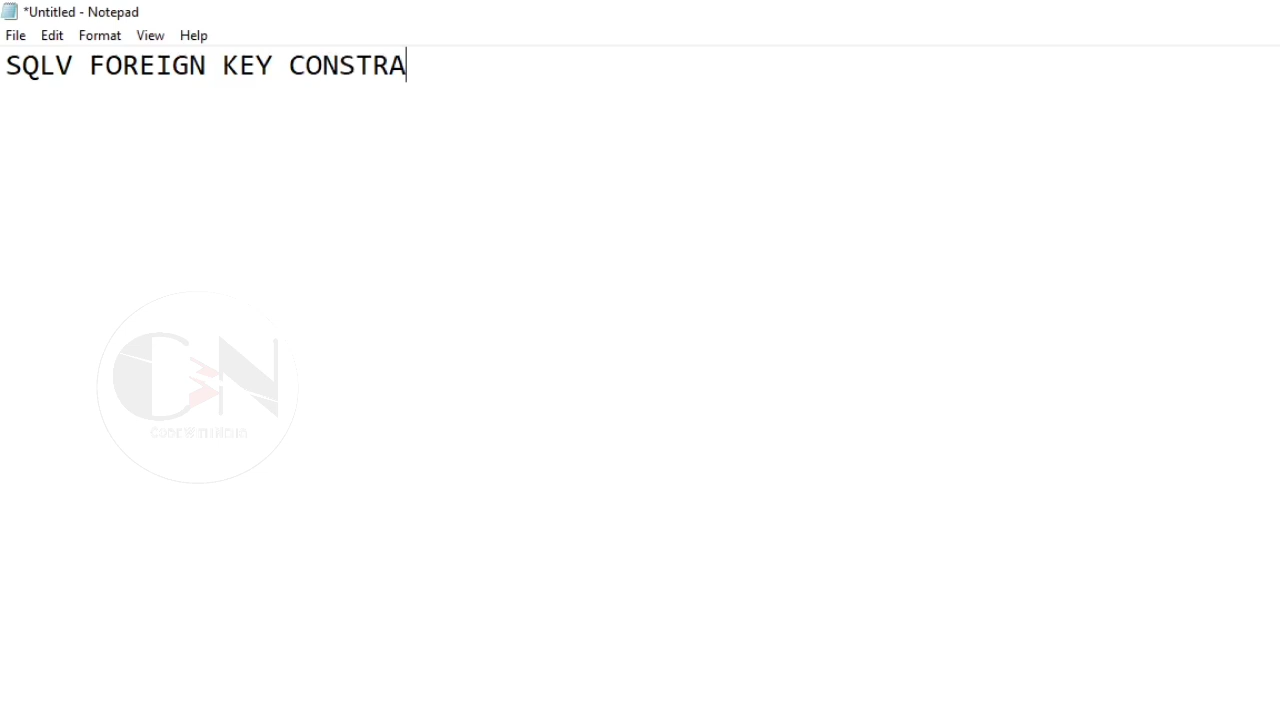 *Untitled - Notepad
File Edit Format View Help
SQLV FOREIGN KEY CONSTRA